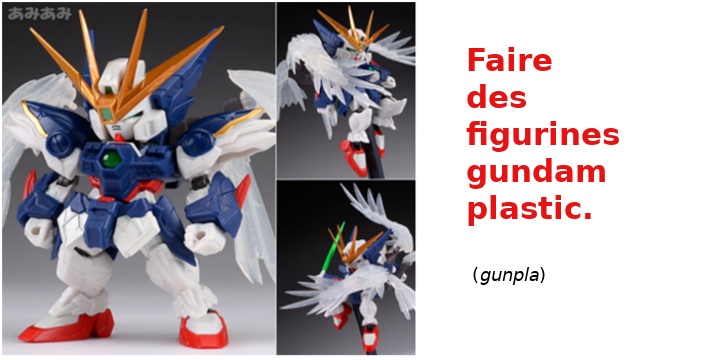 あみあみ
Faire
des
figurines
gundam
plastic.
(gunpla)